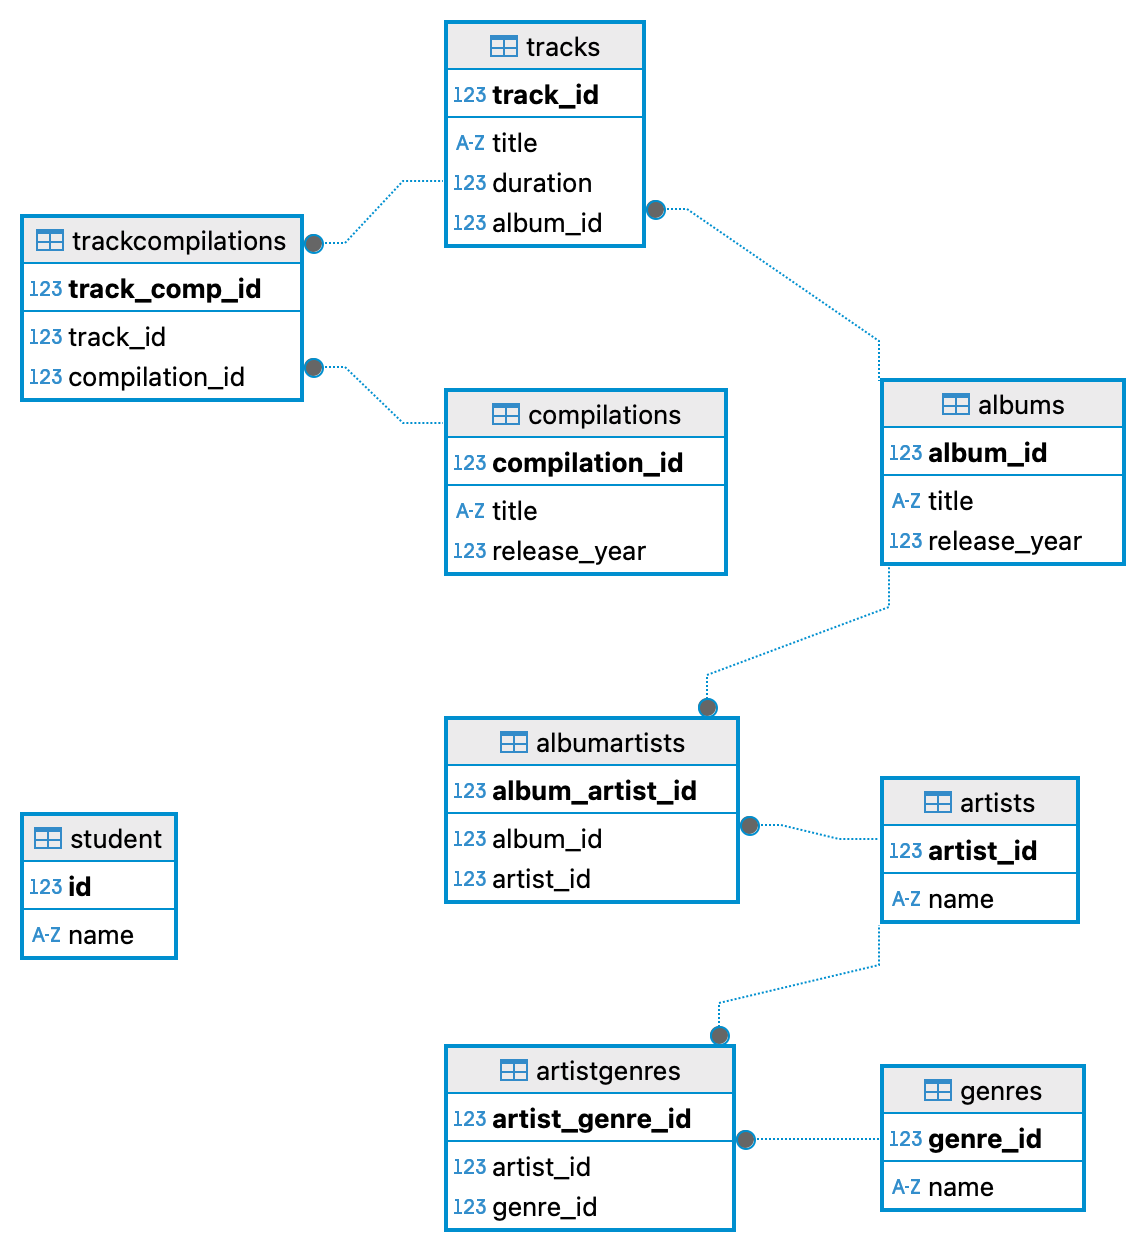 tracks
123 track_id
A-Z title
123 duration
123 album_id
trackcompilations
123 track_comp_id
123 track_id
123 compilation_id
compilations
123 compilation_id
A-Z title
123 release_year
albums
123 album_id
A-Z title
123 release_year
albumartists
123 album_artist_id
123 album_id
123 artist_id
artists
123 artist_id
A-Z name
student
123 id
A-Z name
artistgenres
123 artist_genre_id
123 artist_id
123 genre_id
genres
123 genre_id
A-Z name